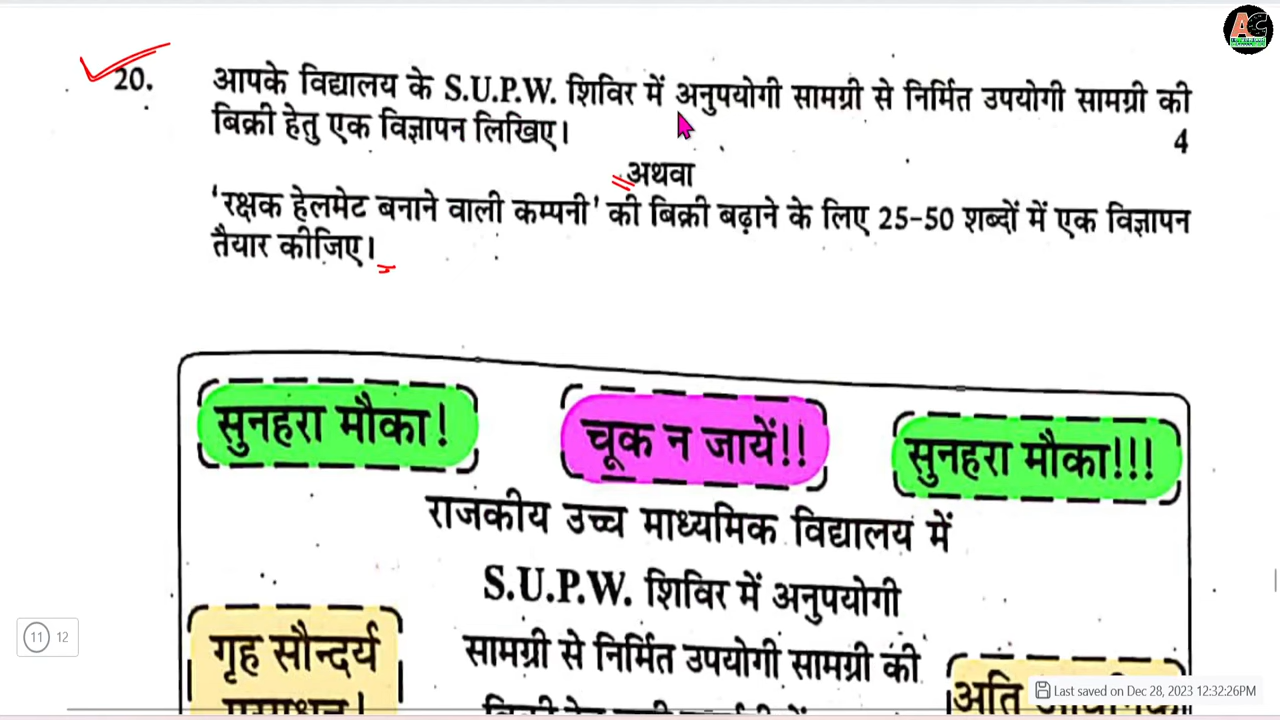 AC
20. आपके विद्यालय के S.U.P.W. शिविर में अनुपयोगी सामग्री से निर्मित उपयोगी सामग्री की
बिक्री हेतु एक विज्ञापन लिखिए। 4
अथवा
'रक्षक हेलमेट बनाने वाली कम्पनी' की बिक्री बढ़ाने के लिए 25-50 शब्दों में एक विज्ञापन
तैयार कीजिए।
सुनहरा मौका! चूक न जायें!! सुनहरा मौका!!!
राजकीय उच्च माध्यमिक विद्यालय में
S.U.P.W. शिविर में अनुपयोगी
गृह सौन्दर्य सामग्री से निर्मित उपयोगी सामग्री की
अति
11 12
Last saved on Dec 28, 2023 12:32:26PM